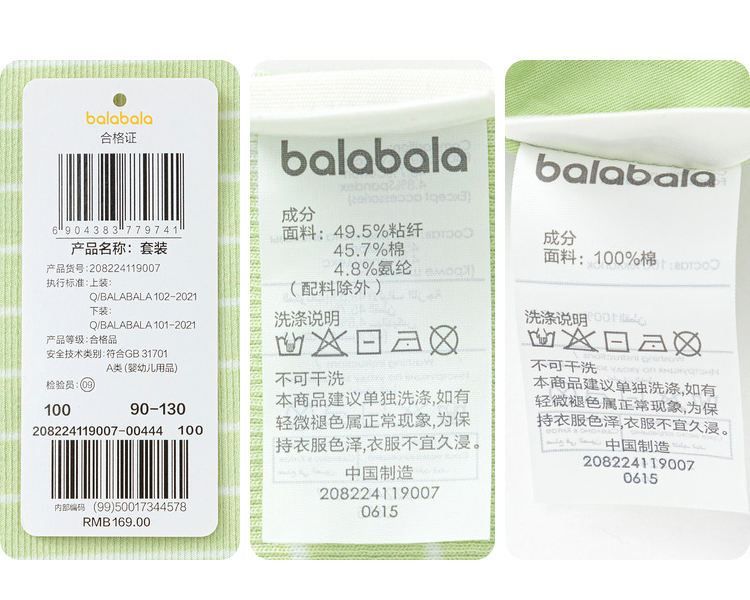 balabala
合格证
6 904383 779741
产品名称：套装
产品货号：208224119007
执行标准：上装：
Q/BALABALA 102-2021
下装：
Q/BALABALA 101-2021
产品等级：合格品
安全技术类别：符合GB 31701
A类（婴幼儿用品）
检验员：09
100 90-130
208224119007-00444 100
内部编码 (99)50017344578
RMB169.00
balabala
成分
面料：49.5%粘纤
45.7%棉
4.8%氨纶
（配料除外）
洗涤说明
不可干洗
本商品建议单独洗涤，如有
轻微褪色属正常现象，为保
持衣服色泽，衣服不宜久浸。
中国制造
208224119007
0615
balabala
成分
面料：100%棉
洗涤说明
不可干洗
本商品建议单独洗涤，如有
轻微褪色属正常现象，为保
持衣服色泽，衣服不宜久浸。
中国制造
208224119007
0615